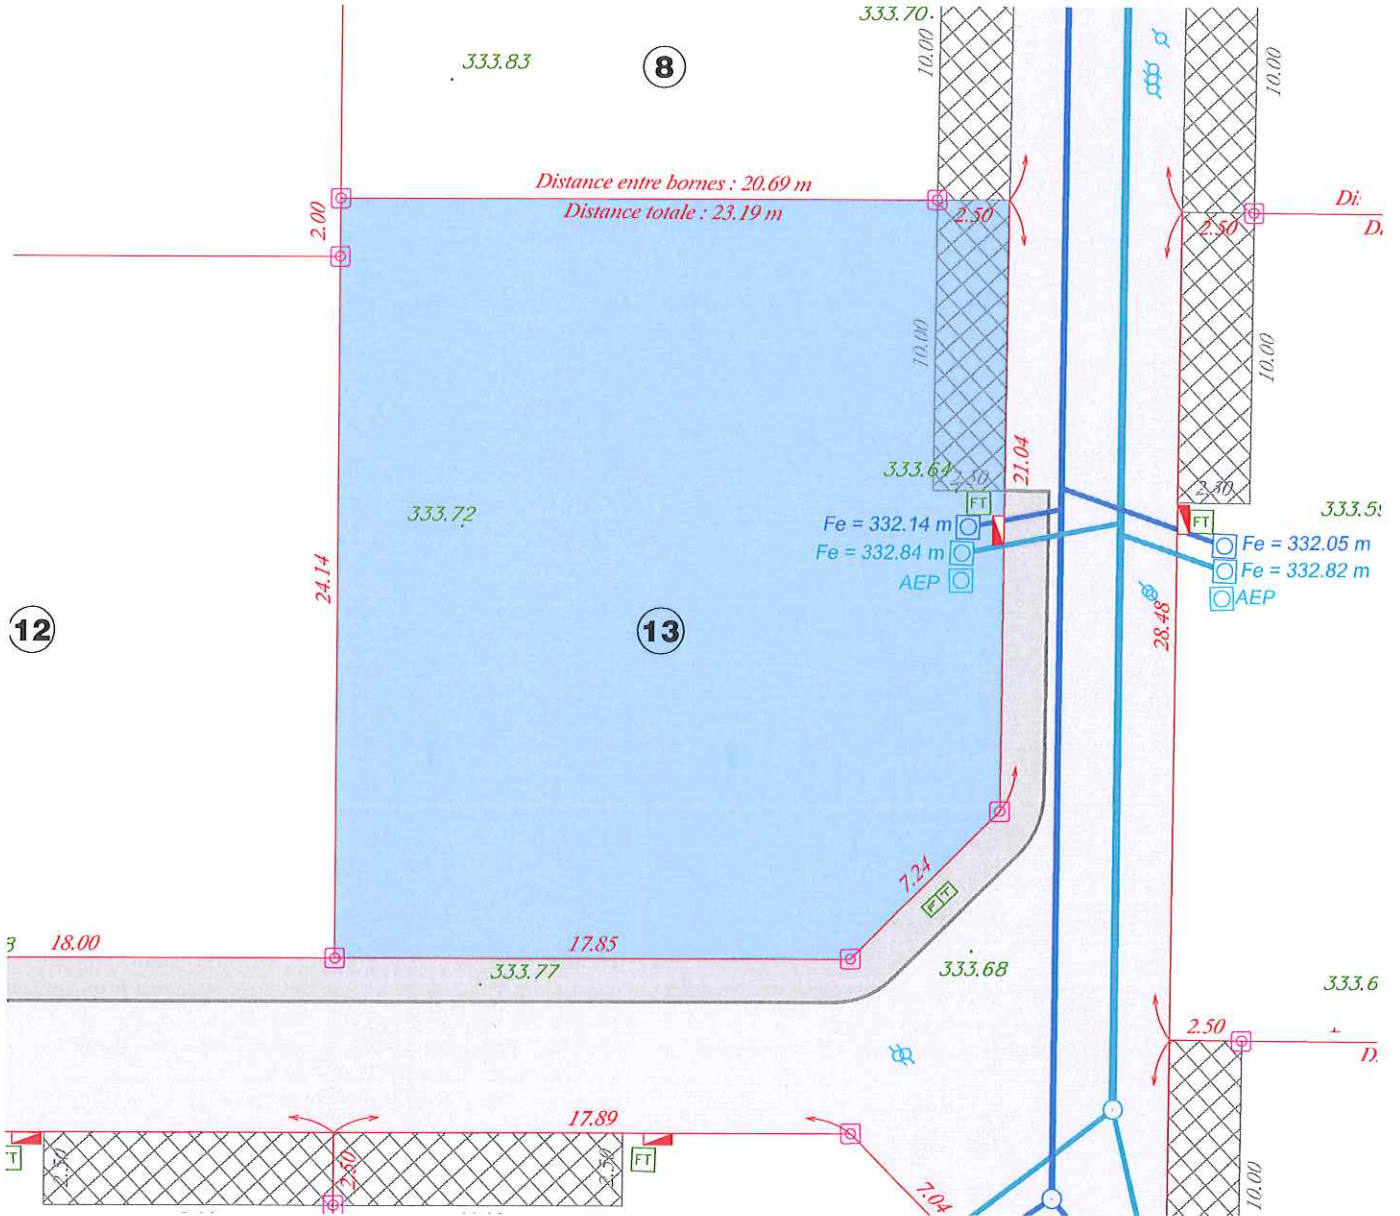 333.70
333.83
8
10.00
10.00
Distance entre bornes : 20.69 m
Distance totale : 23.19 m
2.00
2.50
2.50
10.00
10.00
21.04
333.64
2.50
2.50
333.72
FT
FT
333.5
Fe = 332.14 m
Fe = 332.84 m
AEP
Fe = 332.05 m
Fe = 332.82 m
AEP
24.14
12
13
28.48
7.24
FT
18.00
17.85
333.77
333.68
333.6
2.50
17.89
2.50
2.50
2.50
FT
7.04
10.00